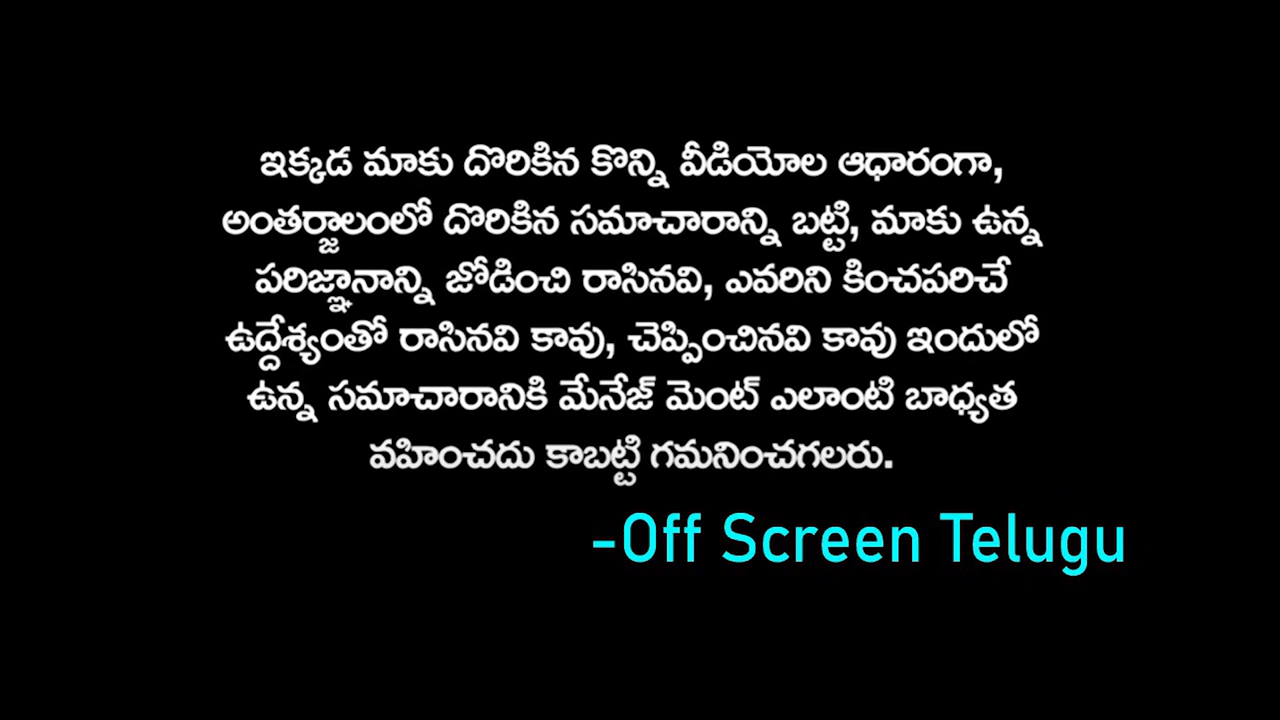 ఇక్కడ మాకు దొరికిన కొన్ని వీడియోల ఆధారంగా,
అంతర్జాలంలో దొరికిన సమాచారాన్ని బట్టి, మాకు ఉన్న
పరిజ్ఞానాన్ని జోడించి రాసినవి, ఎవరిని కించపరిచే
ఉద్దేశ్యంతో రాసినవి కావు, చెప్పించినవి కావు ఇందులో
ఉన్న సమాచారానికి మేనేజ్ మెంట్ ఎలాంటి బాధ్యత
వహించదు కాబట్టి గమనించగలరు.
-Off Screen Telugu